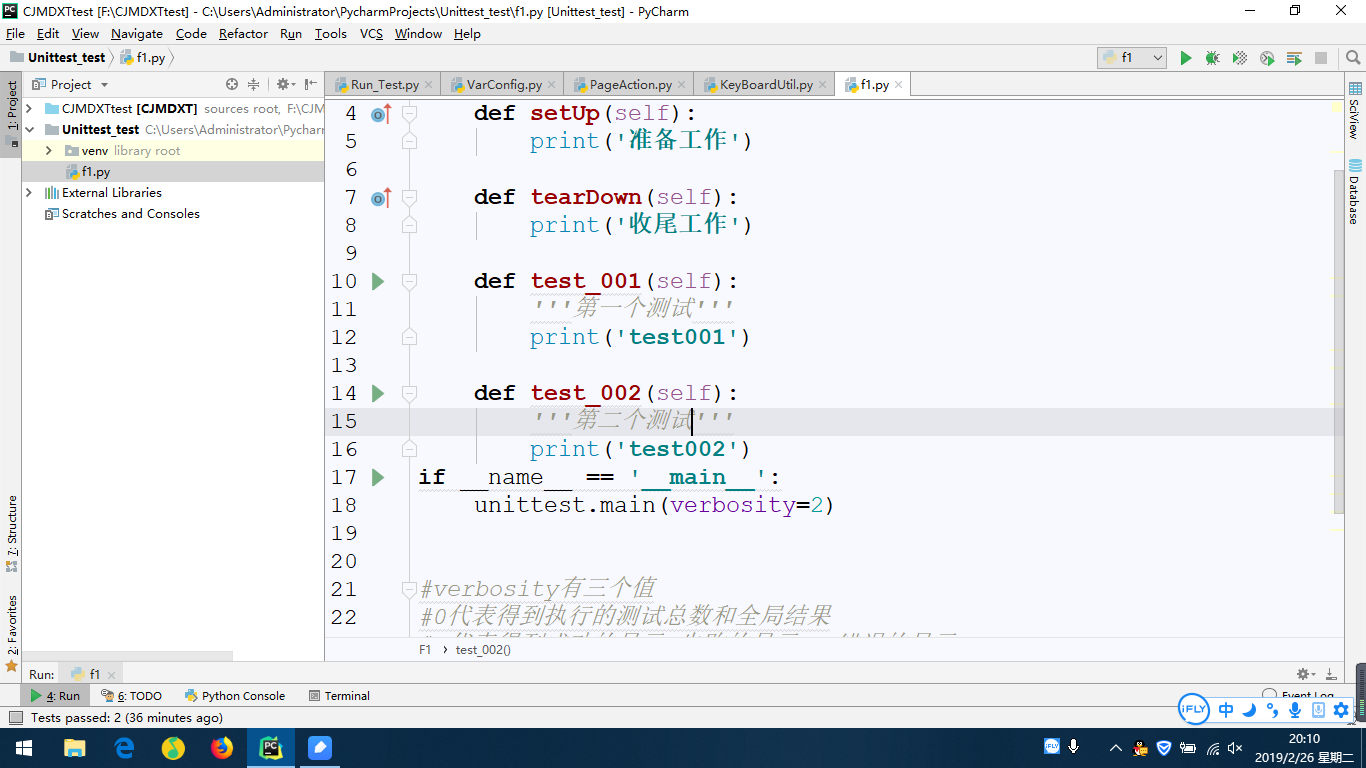 CJMDXTtest [F:\CJMDXTtest] - C:\Users\Administrator\PycharmProjects\Unittest_test\f1.py [Unittest_test] - PyCharm
File Edit View Navigate Code Refactor Run Tools VCS Window Help
Unittest_test f1.py f1
Project Run_Test.py VarConfig.py PageAction.py KeyBoardUtil.py f1.py
1: Project
CJMDXTtest [CJMDXT] sources root, F:\CJM
Unittest_test C:\Users\Administrator\Pycharr
venv library root
f1.py
External Libraries
Scratches and Consoles
7: Structure
2: Favorites
4 def setUp(self):
5 print('准备工作')
6
7 def tearDown(self):
8 print('收尾工作')
9
10 def test_001(self):
11 '''第一个测试'''
12 print('test001')
13
14 def test_002(self):
15 '''第二个测试'''
16 print('test002')
17 if __name__ == '__main__':
18 unittest.main(verbosity=2)
19
20
21 #verbosity有三个值
22 #0代表得到执行的测试总数和全局结果
F1 › test_002()
SciView
Database
Run: f1
4: Run 6: TODO Python Console Terminal Event Log
Tests passed: 2 (36 minutes ago)
iFLY 中
PC
iFLY
20:10
2019/2/26 星期二